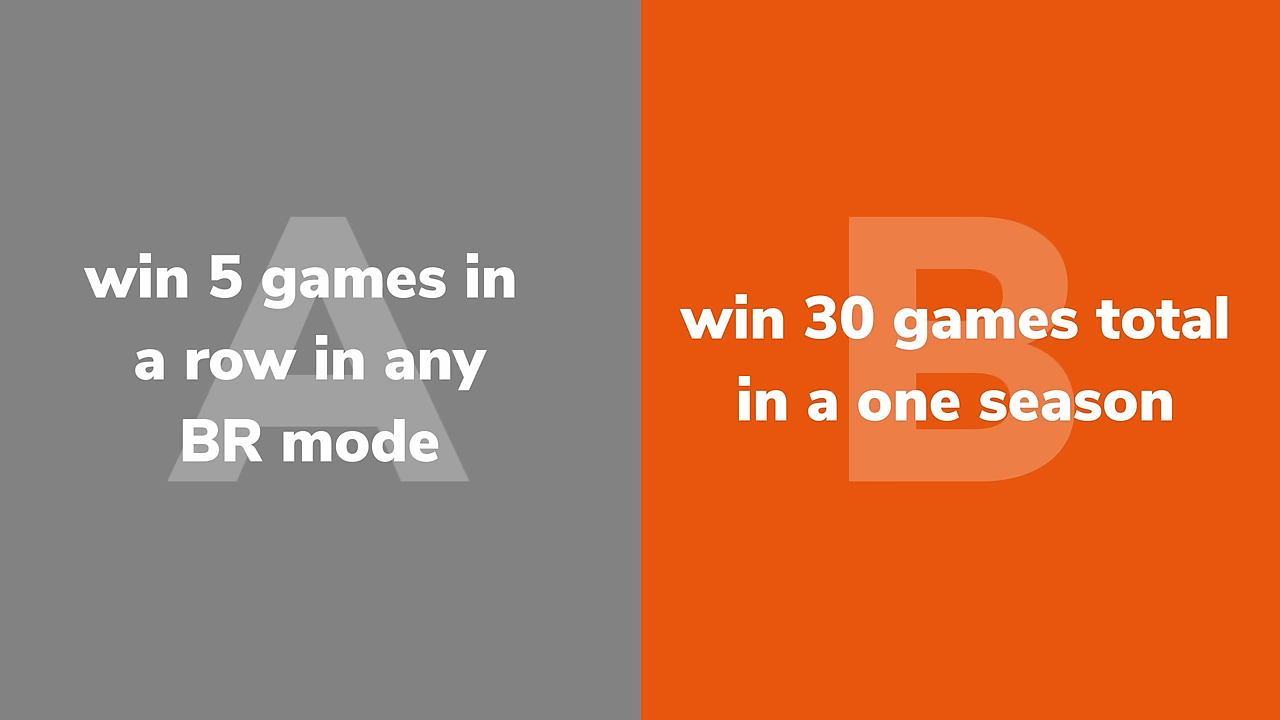 A
win 5 games in
a row in any
BR mode
B
win 30 games total
in a one season